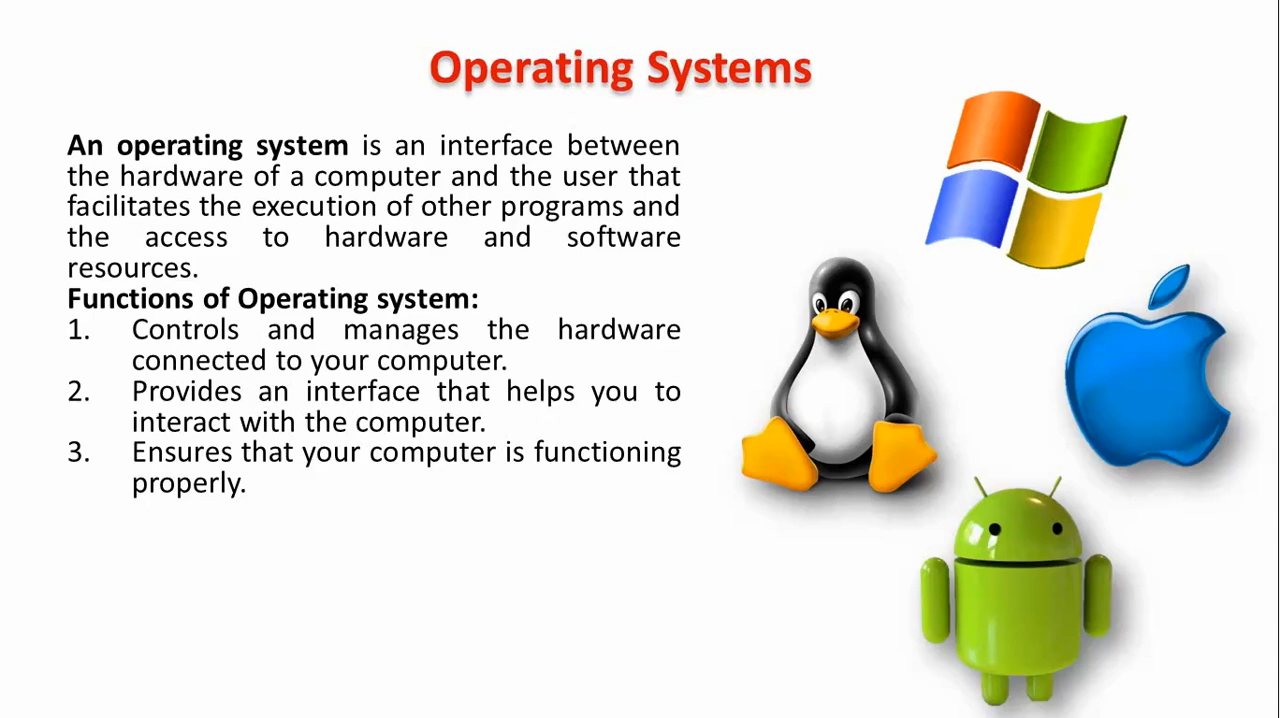 Operating Systems
An operating system is an interface between
the hardware of a computer and the user that
facilitates the execution of other programs and
the access to hardware and software
resources.
Functions of Operating system:
1. Controls and manages the hardware
connected to your computer.
2. Provides an interface that helps you to
interact with the computer.
3. Ensures that your computer is functioning
properly.